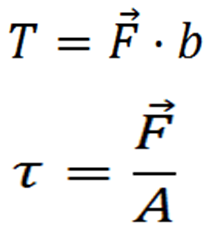 T = F⃗ · b
τ = F⃗ / A